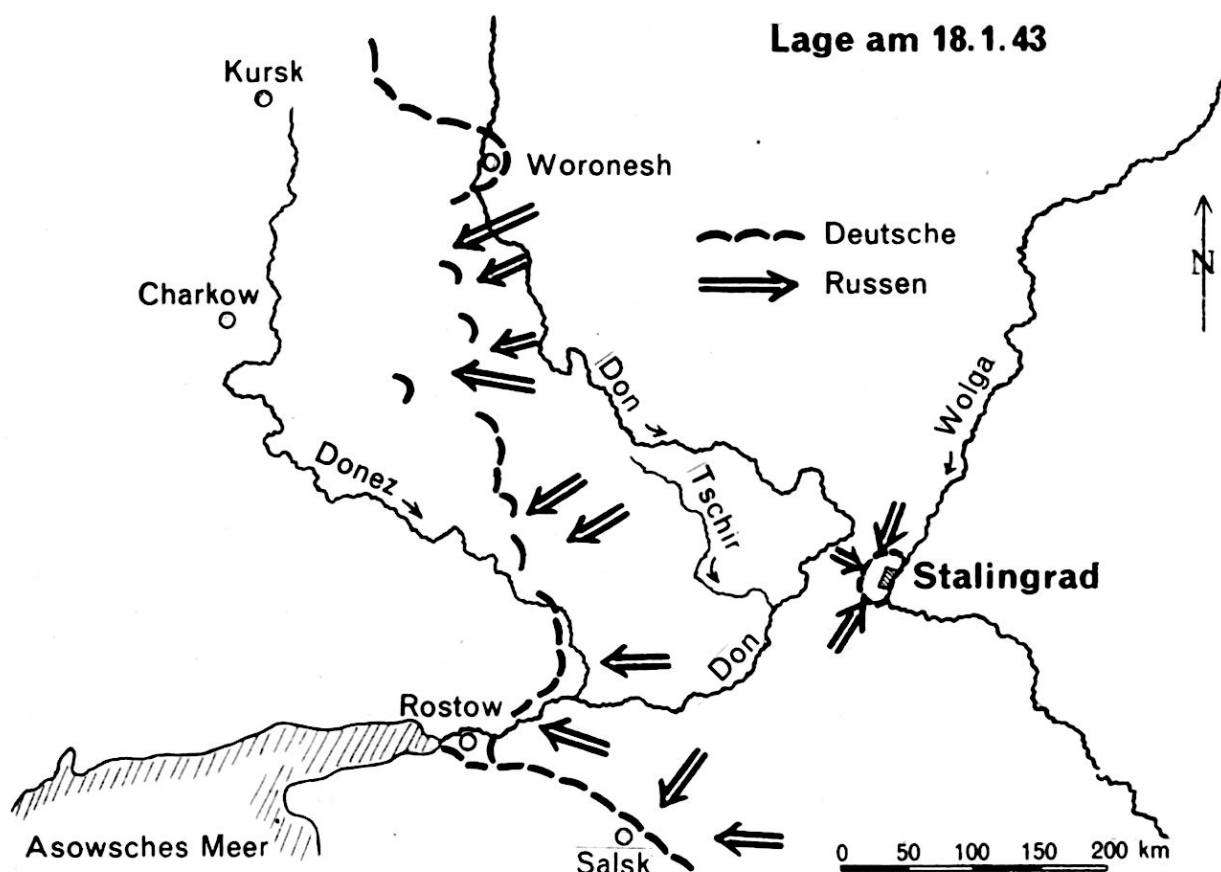 Lage am 18.1.43
Kursk
Woronesh
Deutsche
N
Charkow
Russen
Don
Wolga
Donez
Tschir
Stalingrad
Don
Rostow
Asowsches Meer
Salsk
0 50 100 150 200 km